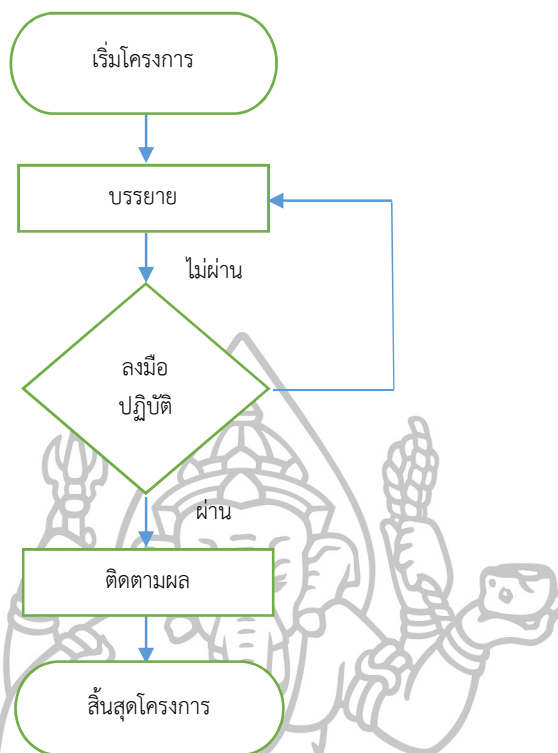 เริ่มโครงการ
บรรยาย
ไม่ผ่าน
ลงมือ
ปฏิบัติ
ผ่าน
ติดตามผล
สิ้นสุดโครงการ